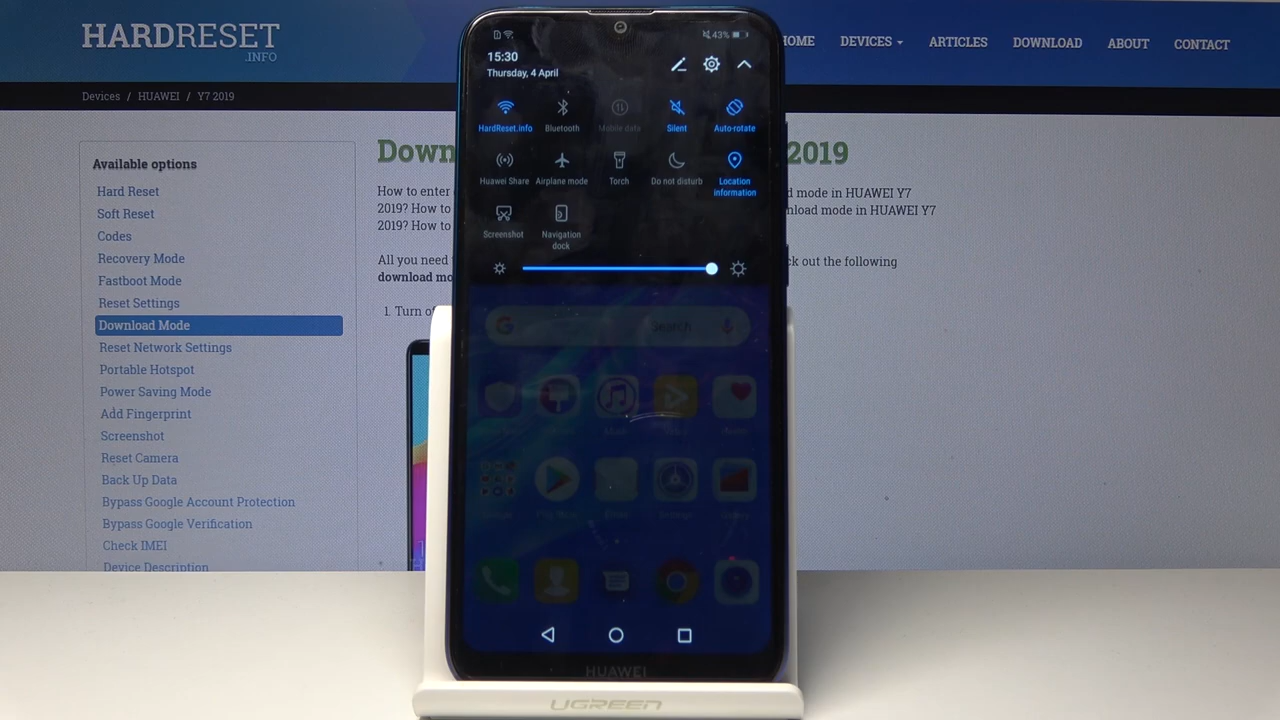 HARDRESET
.INFO
HOME
DEVICES
ARTICLES
DOWNLOAD
ABOUT
CONTACT
Devices / HUAWEI / Y7 2019
Available options
Hard Reset
Soft Reset
Codes
Recovery Mode
Fastboot Mode
Reset Settings
Download Mode
Reset Network Settings
Portable Hotspot
Power Saving Mode
Add Fingerprint
Screenshot
Reset Camera
Back Up Data
Bypass Google Account Protection
Bypass Google Verification
Check IMEI
Device Description
2019
How to enter
d mode in HUAWEI Y7
2019? How to
nload mode in HUAWEI Y7
2019? How to
All you need
ck out the following
download
1. Turn
43%
15:30
Thursday, 4 April
HardReset.Info
Bluetooth
Mobile data
Silent
Auto-rotate
Huawei Share
Airplane mode
Torch
Do not disturb
Location
information
Screenshot
Navigation
dock
Search
HUAWEI
UGREEN